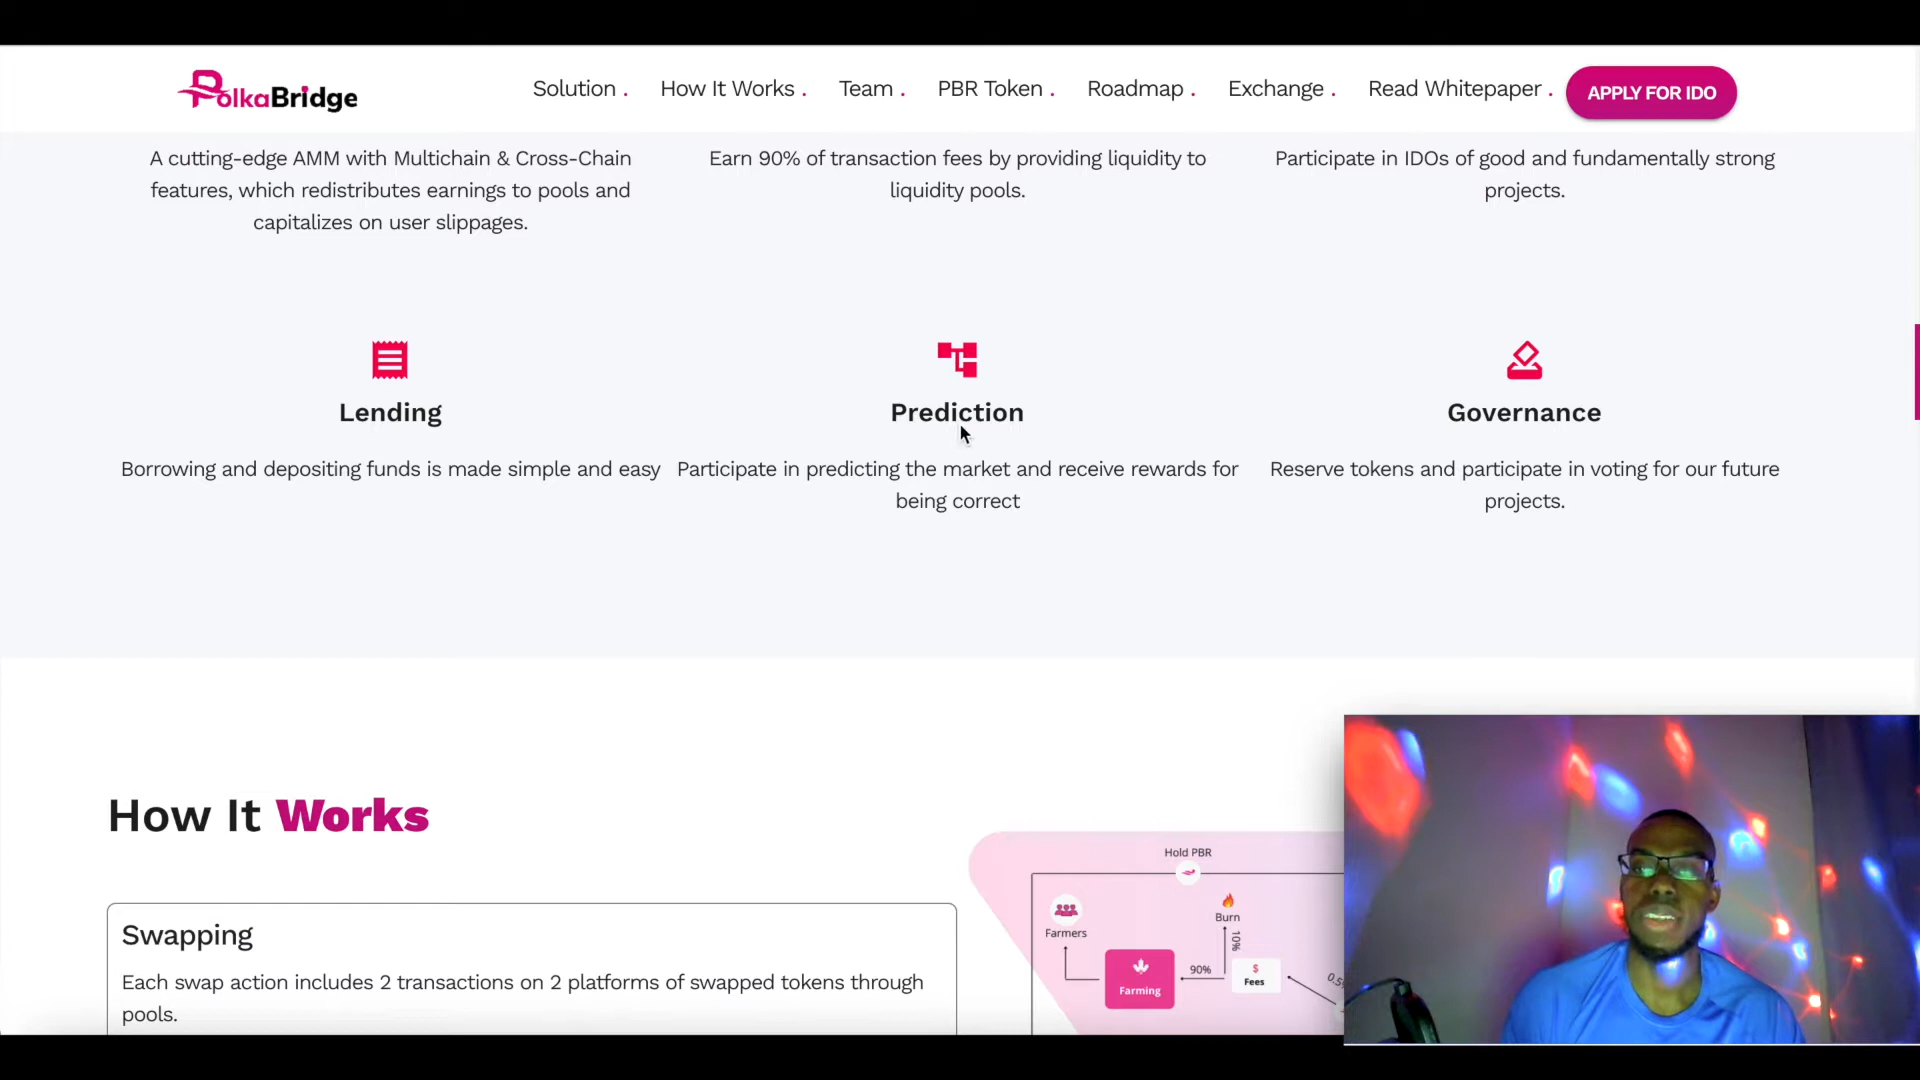 PolkaBridge
Solution .
How It Works .
Team .
PBR Token .
Roadmap .
Exchange .
Read Whitepaper .
APPLY FOR IDO
A cutting-edge AMM with Multichain & Cross-Chain
features, which redistributes earnings to pools and
capitalizes on user slippages.
Earn 90% of transaction fees by providing liquidity to
liquidity pools.
Participate in IDOs of good and fundamentally strong
projects.
Lending
Borrowing and depositing funds is made simple and easy
Prediction
Participate in predicting the market and receive rewards for
being correct
Governance
Reserve tokens and participate in voting for our future
projects.
How It Works
Swapping
Each swap action includes 2 transactions on 2 platforms of swapped tokens through
pools.
Hold PBR
Farmers
Burn
10%
90%
$
Fees
Farming